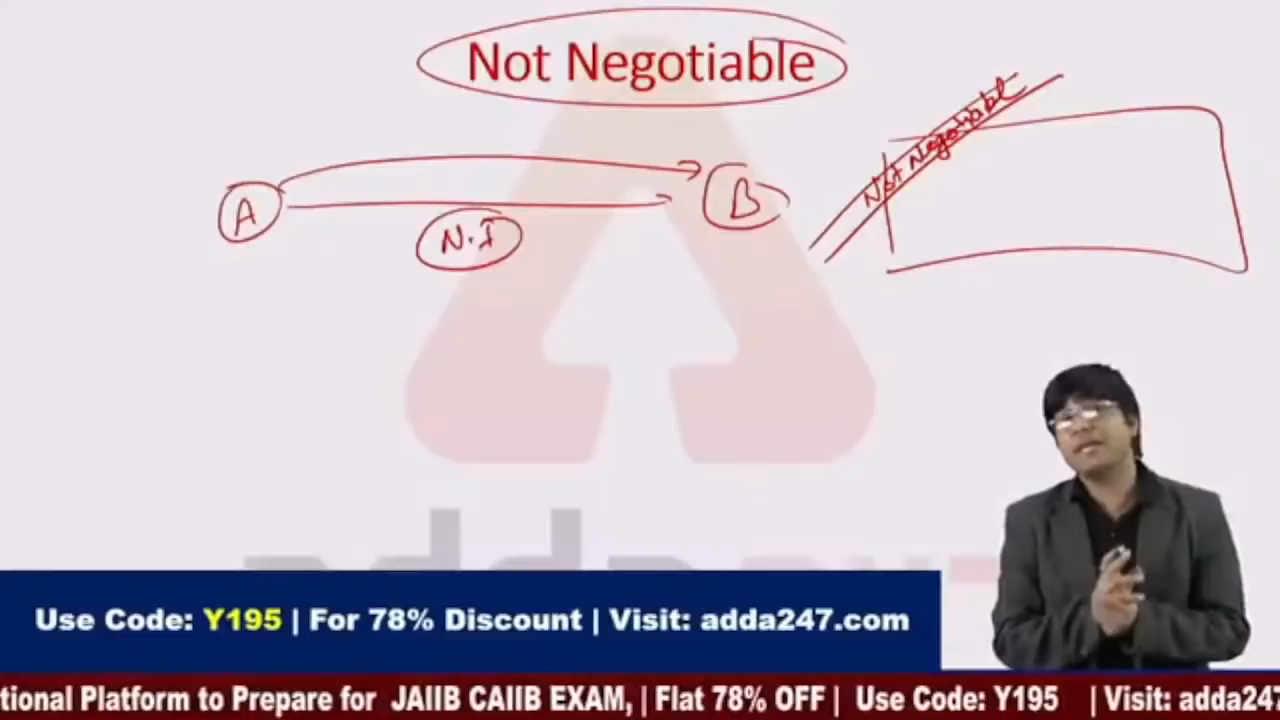 Not Negotiable
Not Negotiable
A
B
N.I
adda
Use Code: Y195 | For 78% Discount | Visit: adda247.com
tional Platform to Prepare for JAIIB CAIIB EXAM, | Flat 78% OFF | Use Code: Y195 | Visit: adda247